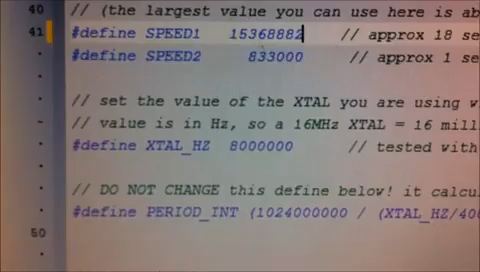 40 // (the largest value you can use here is ab
41 #define SPEED1 15368882 // approx 18 se
#define SPEED2 833000 // approx 1 se
// set the value of the XTAL you are using wi
// value is in Hz, so a 16MHz XTAL = 16 mill
#define XTAL_HZ 8000000 // tested with
// DO NOT CHANGE this define below! it calcu
#define PERIOD_INT (1024000000 / (XTAL_HZ/400
50